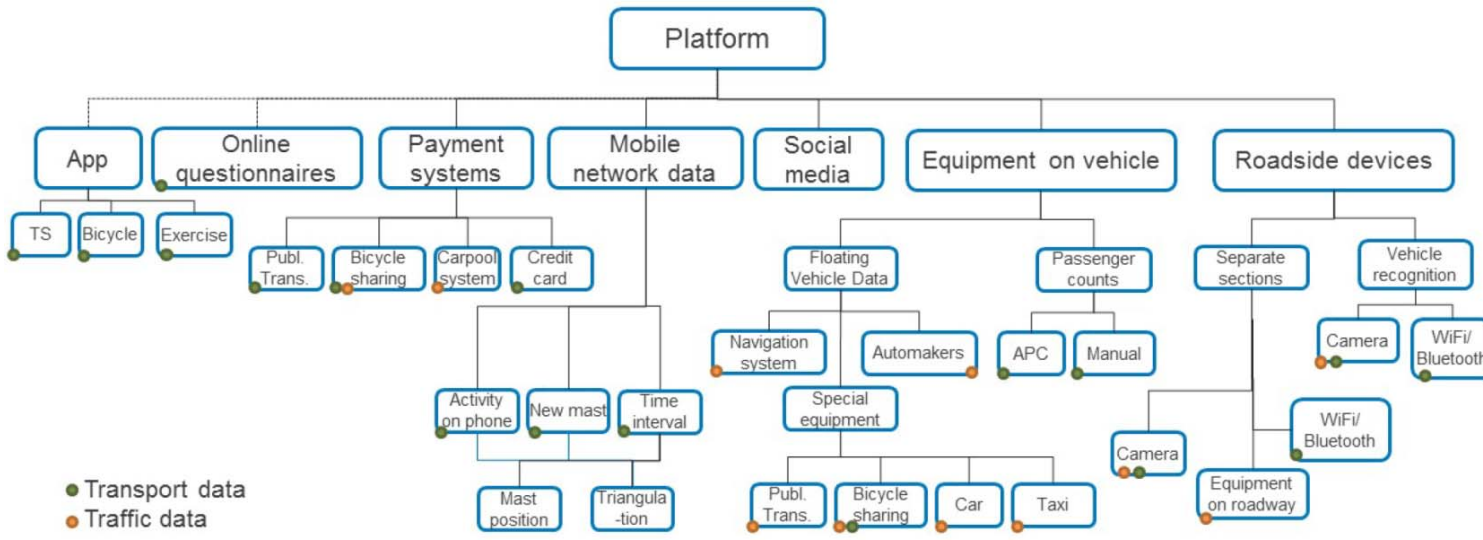 Platform
App
Online
questionnaires
Payment
systems
Mobile
network data
Social
media
Equipment on vehicle
Roadside devices
TS
Bicycle
Exercise
Publ.
Trans.
Bicycle
sharing
Carpool
system
Credit
card
Floating
Vehicle Data
Passenger
counts
Separate
sections
Vehicle
recognition
Navigation
system
Automakers
APC
Manual
Camera
WiFi/
Bluetooth
Activity
on phone
New mast
Time
interval
Special
equipment
WiFi/
Bluetooth
Camera
Mast
position
Triangula
-tion
Publ.
Trans.
Bicycle
sharing
Car
Taxi
Equipment
on roadway
Transport data
Traffic data